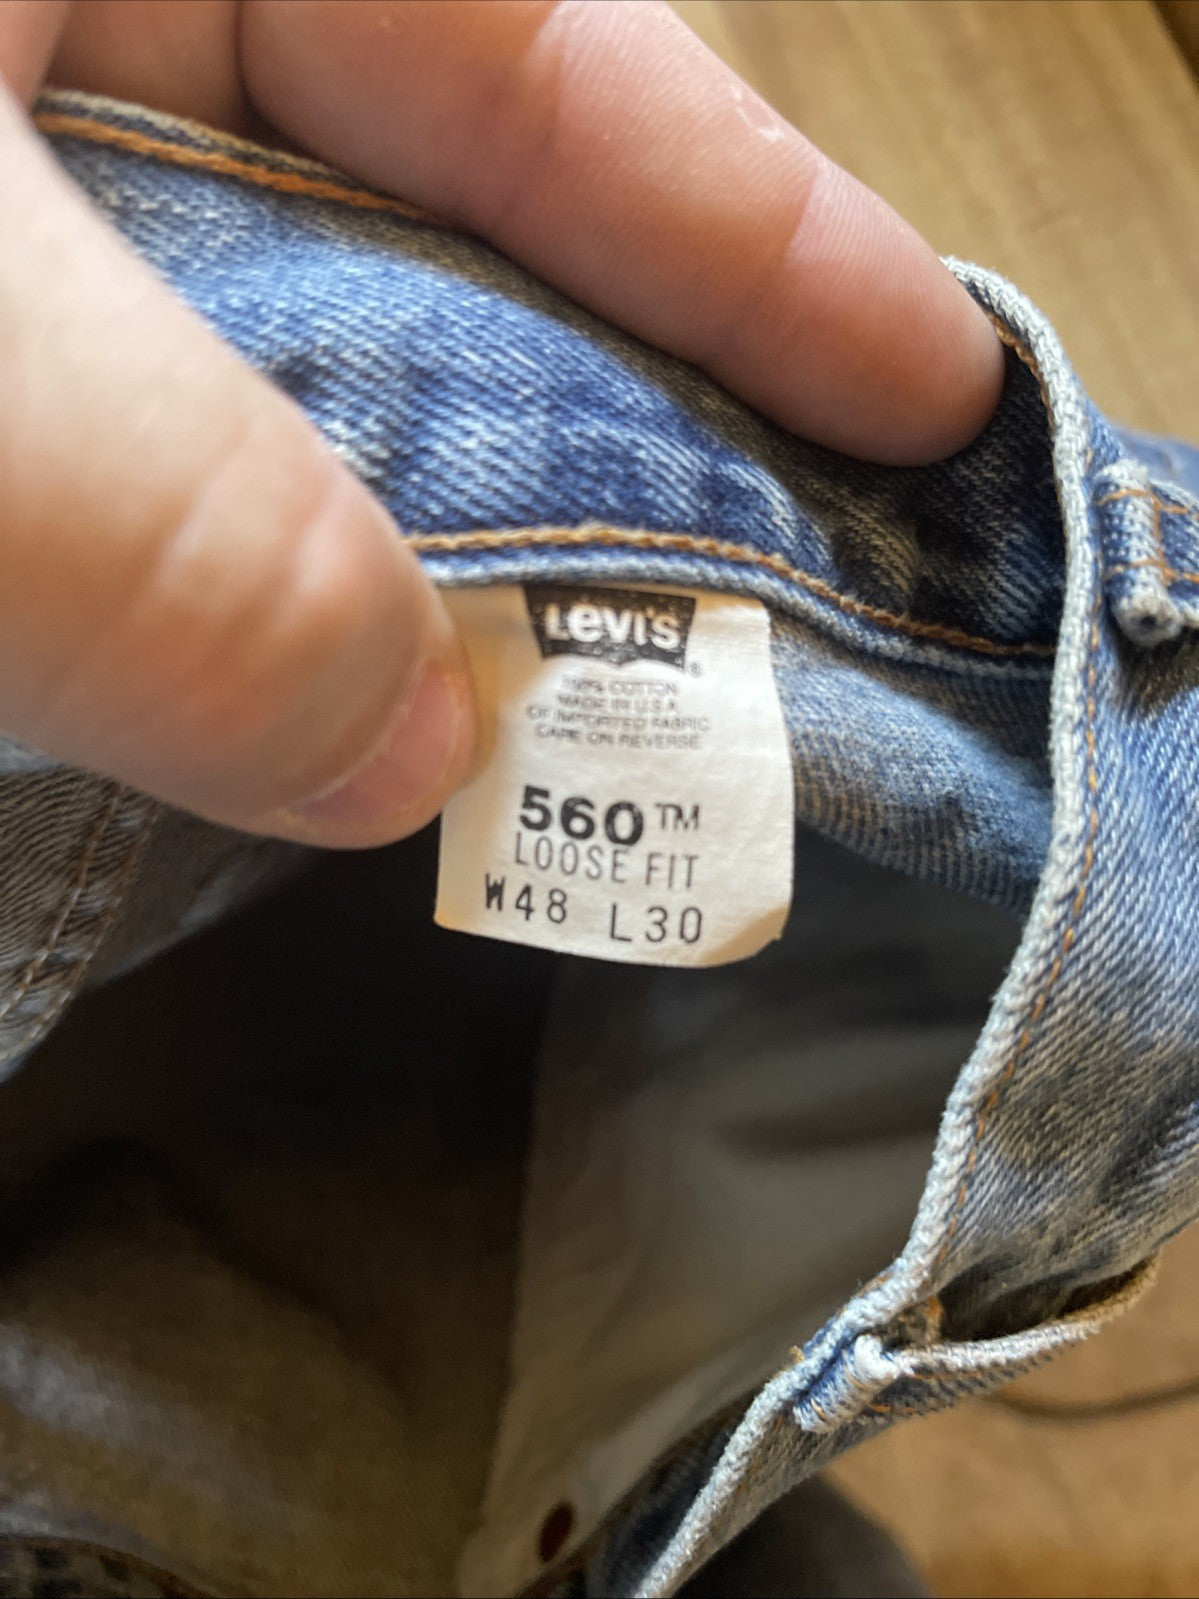 Levi's®
100% COTTON
MADE IN U.S.A.
OF IMPORTED FABRIC
CARE ON REVERSE
560™
LOOSE FIT
W48 L30